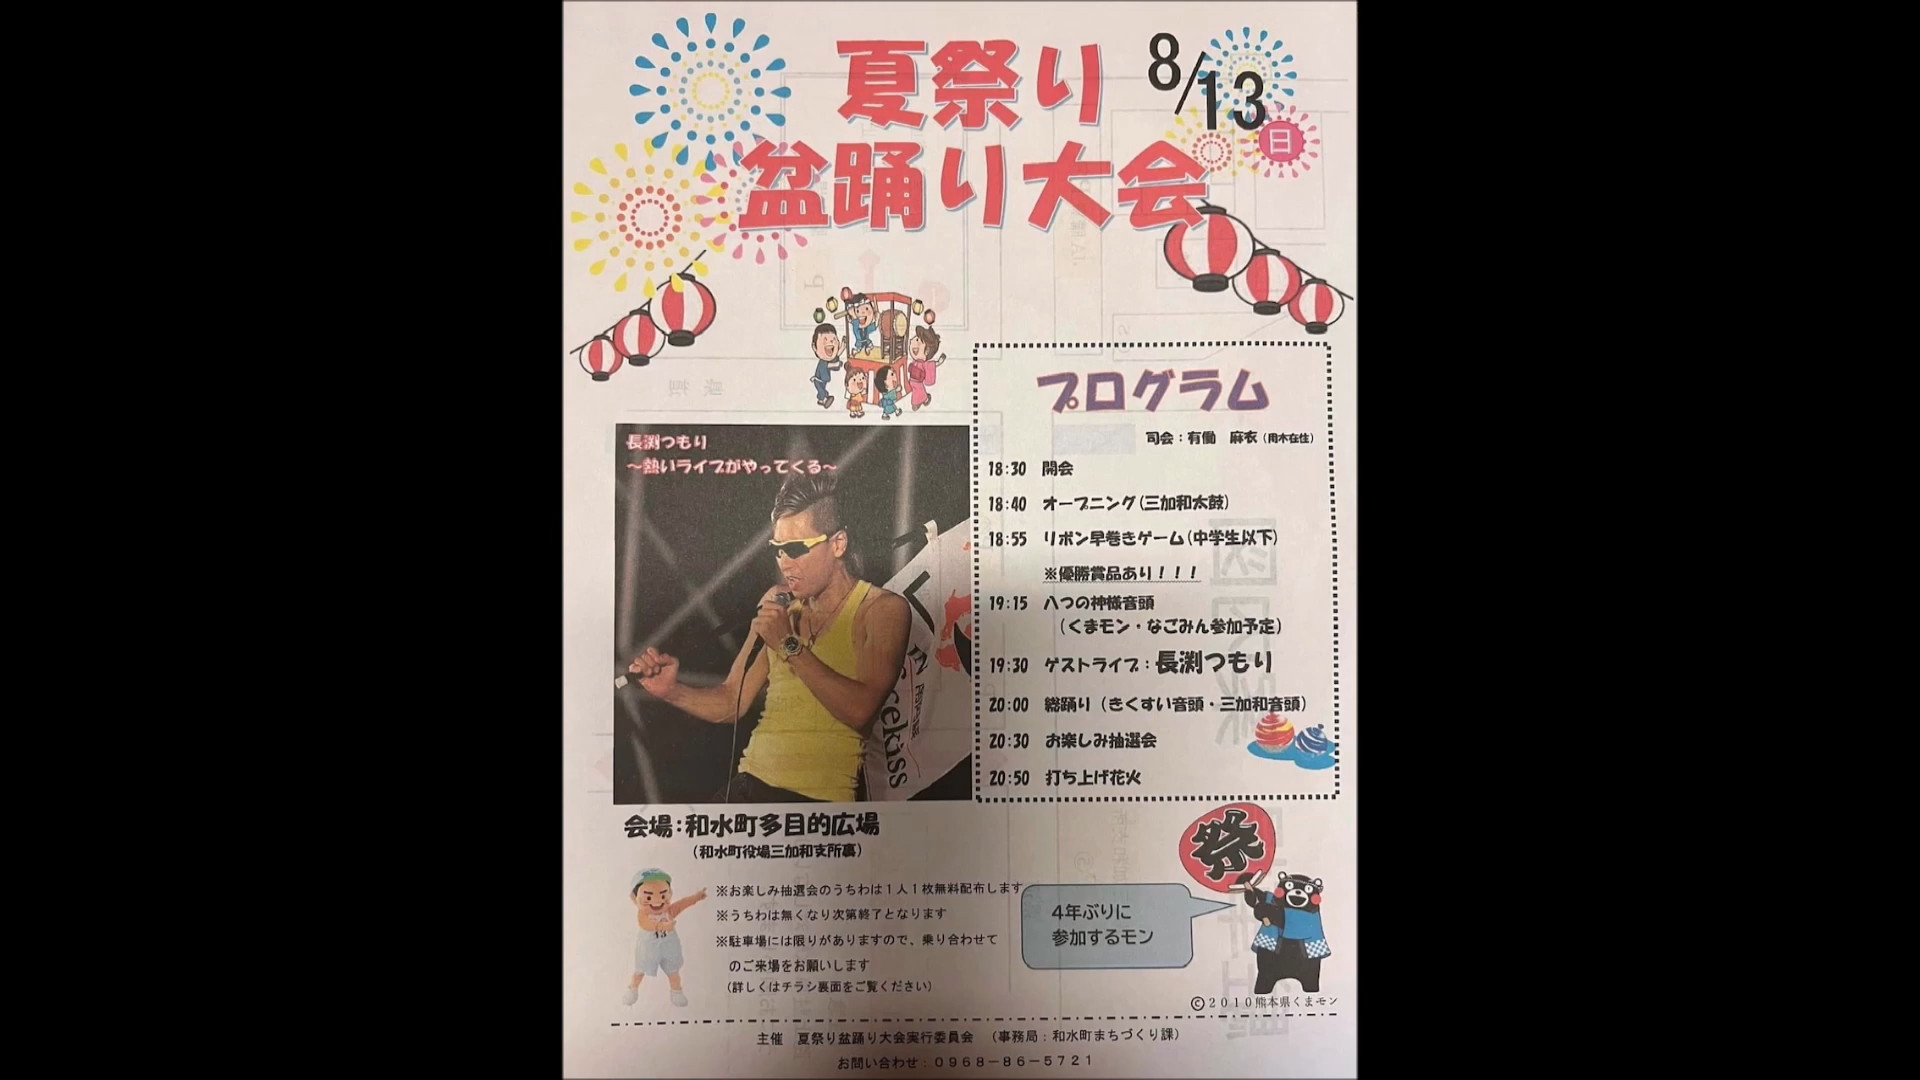 夏祭り
盆踊り大会
8/13
日
長渕つもり
～熱いライブがやってくる～
プログラム
司会：有働 麻衣（用木在住）
18:30 開会
18:40 オープニング(三加和太鼓)
18:55 リボン早巻きゲーム(中学生以下)
※優勝賞品あり！！！
19:15 八つの神様音頭
（くまモン・なごみん参加予定）
19:30 ゲストライブ：長渕つもり
20:00 総踊り（きくすい音頭・三加和音頭）
20:30 お楽しみ抽選会
20:50 打ち上げ花火
会場：和水町多目的広場
（和水町役場三加和支所裏）
※お楽しみ抽選会のうちわは１人１枚無料配布します
※うちわは無くなり次第終了となります
※駐車場には限りがありますので、乗り合わせて
のご来場をお願いします
（詳しくはチラシ裏面をご覧ください）
祭
4年ぶりに
参加するモン
©２０１０熊本県くまモン
主催 夏祭り盆踊り大会実行委員会 （事務局：和水町まちづくり課）
お問い合わせ：０９６８－８６－５７２１